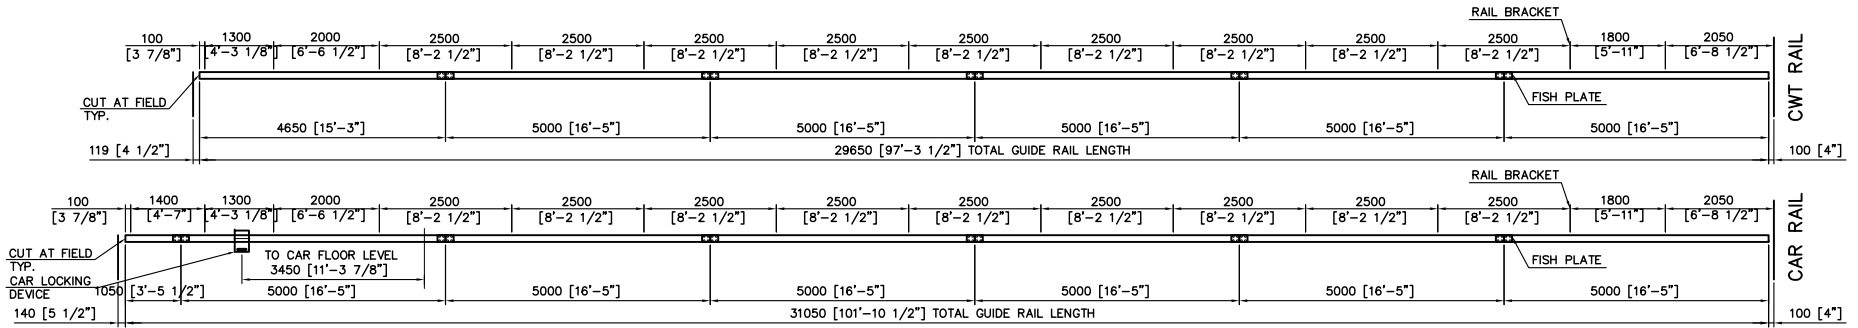 RAIL BRACKET
100 1300 2000 2500 2500 2500 2500 2500 2500 2500 2500 2500 1800 2050
[3 7/8"] [4'-3 1/8"] [6'-6 1/2"] [8'-2 1/2"] [8'-2 1/2"] [8'-2 1/2"] [8'-2 1/2"] [8'-2 1/2"] [8'-2 1/2"] [8'-2 1/2"] [8'-2 1/2"] [8'-2 1/2"] [5'-11"] [6'-8 1/2"]
CWT RAIL
CUT AT FIELD
TYP.
FISH PLATE
4650 [15'-3"] 5000 [16'-5"] 5000 [16'-5"] 5000 [16'-5"] 5000 [16'-5"] 5000 [16'-5"]
119 [4 1/2"] 29650 [97'-3 1/2"] TOTAL GUIDE RAIL LENGTH 100 [4"]
RAIL BRACKET
100 1400 1300 2000 2500 2500 2500 2500 2500 2500 2500 2500 2500 1800 2050
[3 7/8"] [4'-7"] [4'-3 1/8"] [6'-6 1/2"] [8'-2 1/2"] [8'-2 1/2"] [8'-2 1/2"] [8'-2 1/2"] [8'-2 1/2"] [8'-2 1/2"] [8'-2 1/2"] [8'-2 1/2"] [8'-2 1/2"] [5'-11"] [6'-8 1/2"]
CAR RAIL
CUT AT FIELD
TYP.
TO CAR FLOOR LEVEL
3450 [11'-3 7/8"]
FISH PLATE
CAR LOCKING
DEVICE
1050 [3'-5 1/2"] 5000 [16'-5"] 5000 [16'-5"] 5000 [16'-5"] 5000 [16'-5"] 5000 [16'-5"] 5000 [16'-5"]
140 [5 1/2"] 31050 [101'-10 1/2"] TOTAL GUIDE RAIL LENGTH 100 [4"]